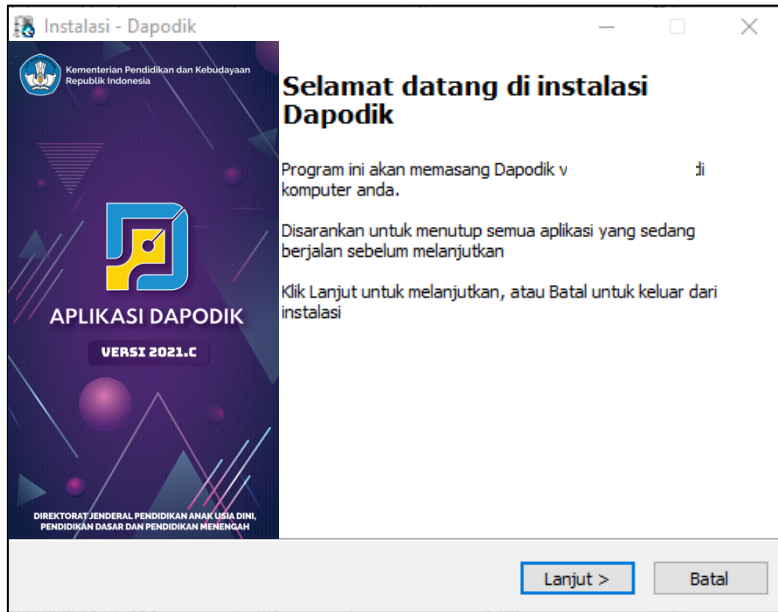 Instalasi - Dapodik
Kementerian Pendidikan dan Kebudayaan
Republik Indonesia
APLIKASI DAPODIK
VERSI 2021.C
DIREKTORAT JENDERAL PENDIDIKAN ANAK USIA DINI,
PENDIDIKAN DASAR DAN PENDIDIKAN MENENGAH
Selamat datang di instalasi
Dapodik
Program ini akan memasang Dapodik v di
komputer anda.
Disarankan untuk menutup semua aplikasi yang sedang
berjalan sebelum melanjutkan
Klik Lanjut untuk melanjutkan, atau Batal untuk keluar dari
instalasi
Lanjut >
Batal